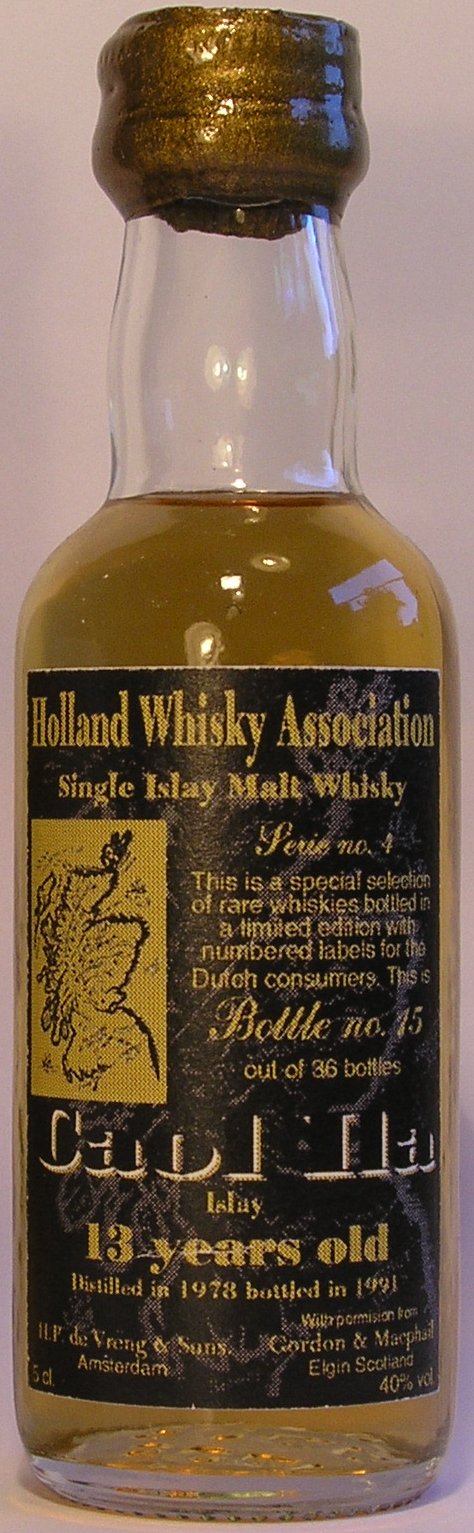 Holland Whisky Association
Single Islay Malt Whisky
Serie no. 4
This is a special selection
of rare whiskies bottled in
a limited edition with
numbered labels for the
Dutch consumers. This is
Bottle no. 15
out of 36 bottles
Caol Ila
Islay
13 years old
Distilled in 1978 bottled in 1991
With permision from
H.P. de Vreng & Sons. Gordon & Macphail
Amsterdam Elgin Scotland
5 cl. 40% vol.